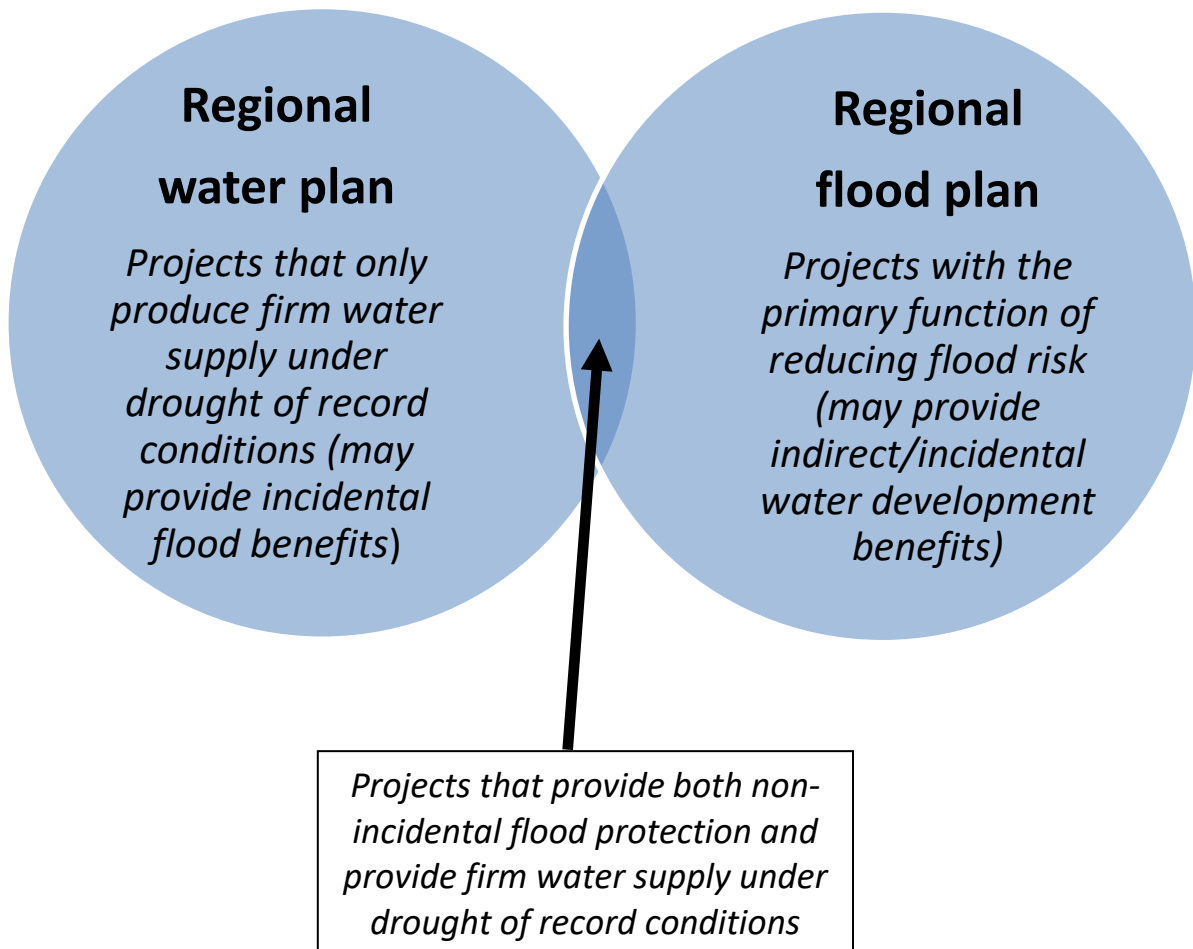 Regional
water plan
Projects that only
produce firm water
supply under
drought of record
conditions (may
provide incidental
flood benefits)
Regional
flood plan
Projects with the
primary function of
reducing flood risk
(may provide
indirect/incidental
water development
benefits)
Projects that provide both non-
incidental flood protection and
provide firm water supply under
drought of record conditions